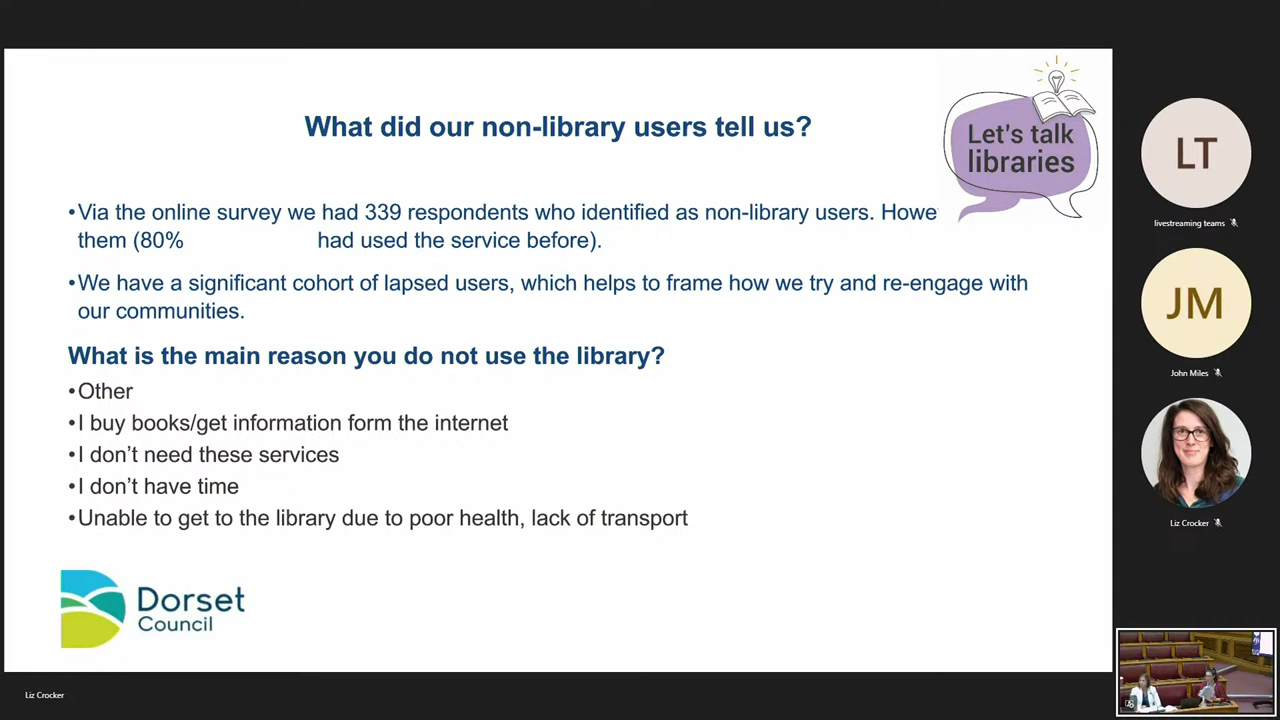 What did our non-library users tell us?
Let's talk
libraries
•Via the online survey we had 339 respondents who identified as non-library users.
them (80% had used the service before).
•We have a significant cohort of lapsed users, which helps to frame how we try and re-engage with
our communities.
What is the main reason you do not use the library?
•Other
•I buy books/get information form the internet
•I don't need these services
•I don't have time
•Unable to get to the library due to poor health, lack of transport
Dorset
Council
LT
livestreaming teams
JM
John Miles
Liz Crocker
Liz Crocker